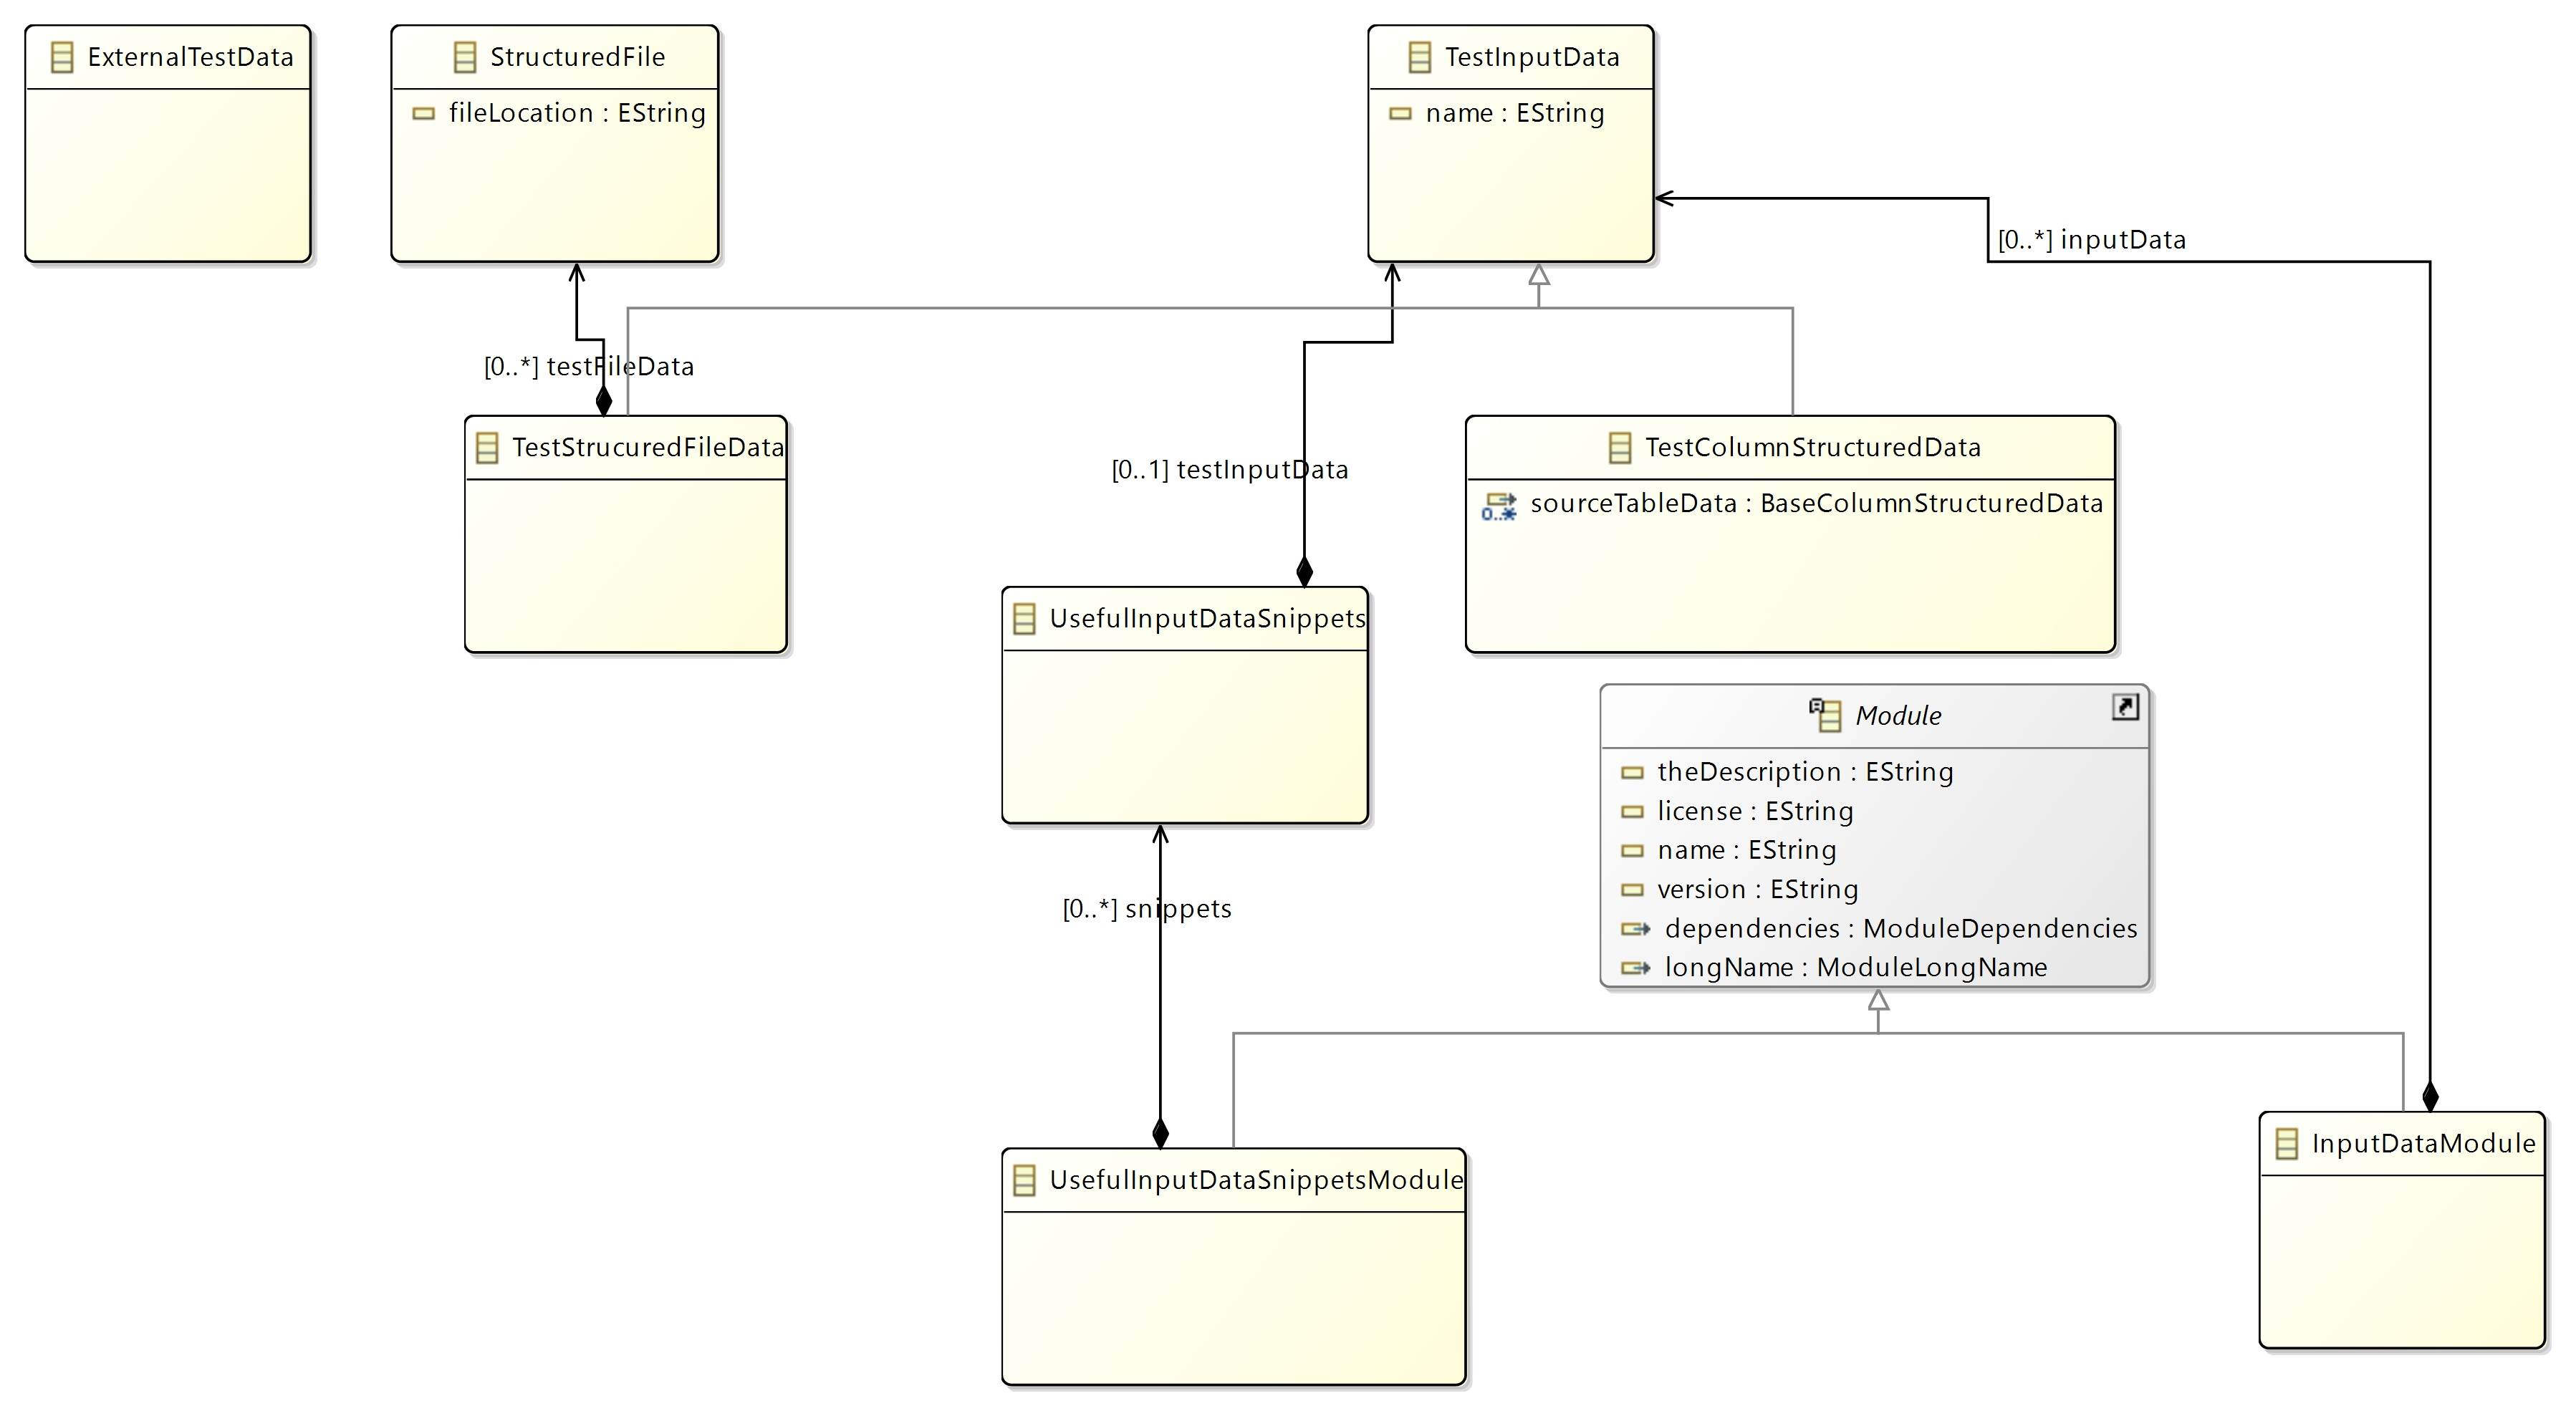 ExternalTestData
StructuredFile
fileLocation : EString
TestInputData
name : EString
[0..*] inputData
[0..*] testFileData
TestStrucuredFileData
[0..1] testInputData
TestColumnStructuredData
0..*
sourceTableData : BaseColumnStructuredData
UsefulInputDataSnippets
Module
theDescription : EString
license : EString
name : EString
version : EString
dependencies : ModuleDependencies
longName : ModuleLongName
[0..*] snippets
UsefulInputDataSnippetsModule
InputDataModule